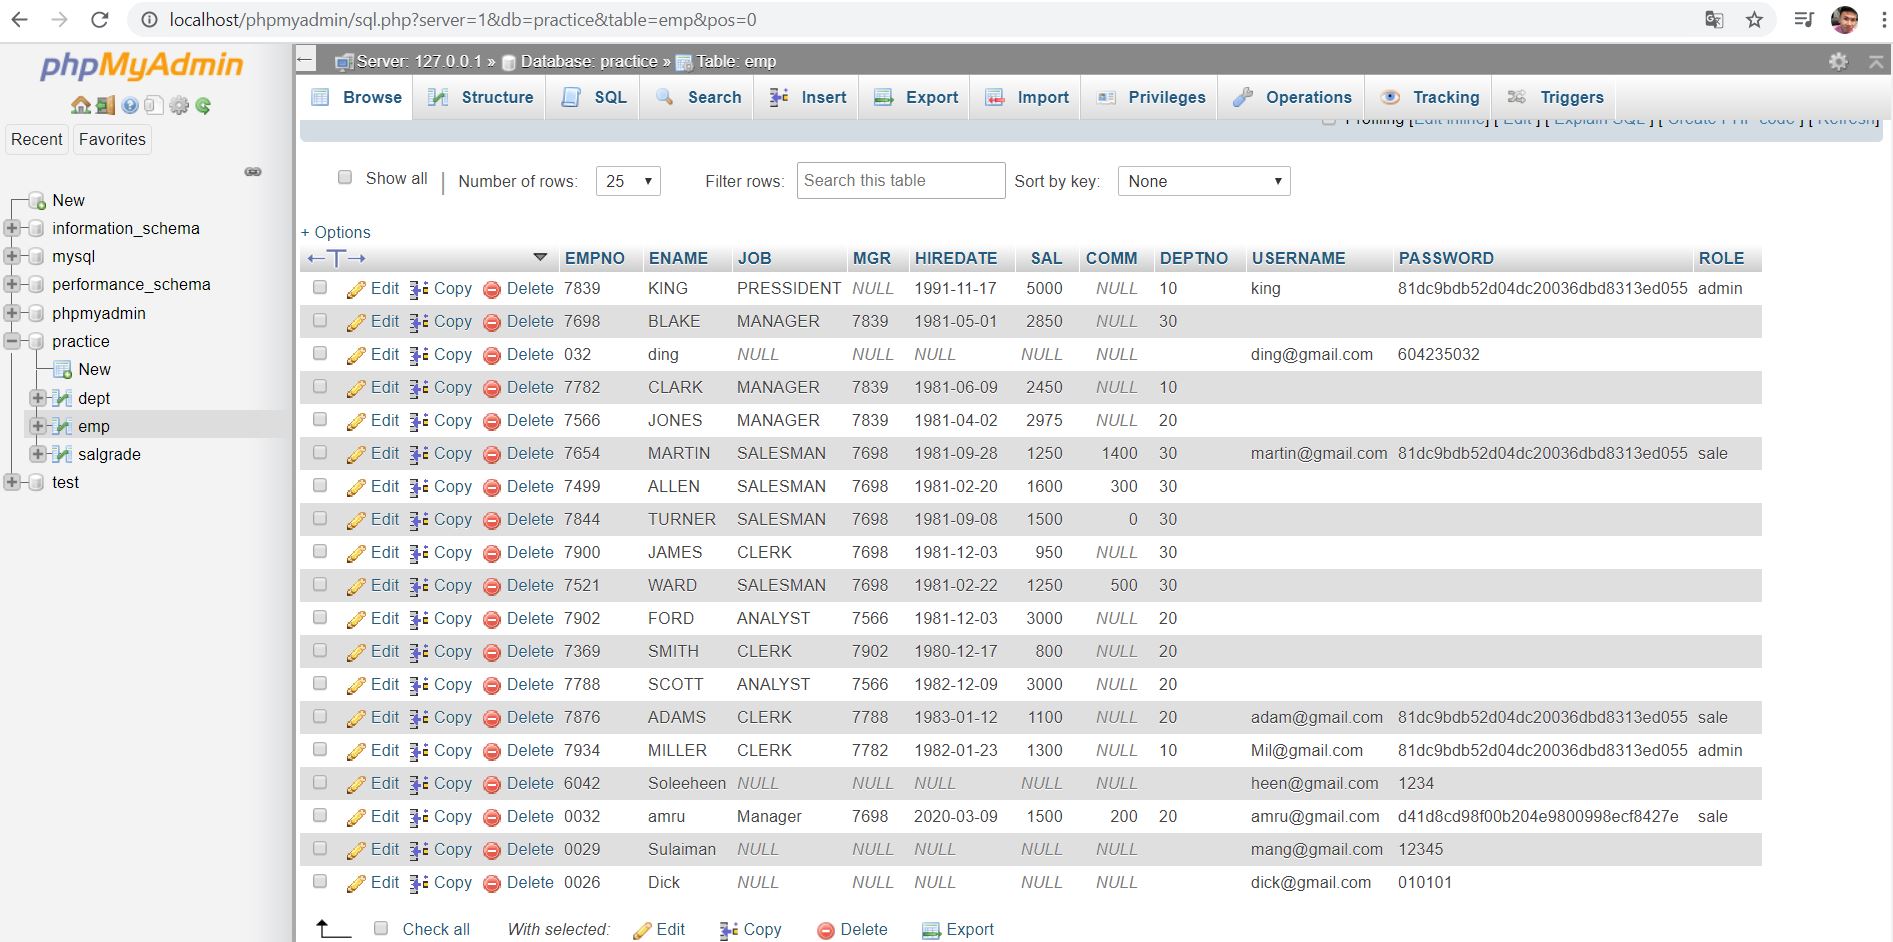 localhost/phpmyadmin/sql.php?server=1&db=practice&table=emp&pos=0
phpMyAdmin
Recent Favorites
New
information_schema
mysql
performance_schema
phpmyadmin
practice
New
dept
emp
salgrade
test
Server: 127.0.0.1 » Database: practice » Table: emp
Browse Structure SQL Search Insert Export Import Privileges Operations Tracking Triggers
Profiling [Edit inline] [ Edit ] [ Explain SQL ] [ Create PHP code ] [ Refresh]
Show all | Number of rows: 25 Filter rows: Search this table Sort by key: None
+ Options
←T→ EMPNO ENAME JOB MGR HIREDATE SAL COMM DEPTNO USERNAME PASSWORD ROLE
Edit Copy Delete 7839 KING PRESSIDENT NULL 1991-11-17 5000 NULL 10 king 81dc9bdb52d04dc20036dbd8313ed055 admin
Edit Copy Delete 7698 BLAKE MANAGER 7839 1981-05-01 2850 NULL 30
Edit Copy Delete 032 ding NULL NULL NULL NULL NULL ding@gmail.com 604235032
Edit Copy Delete 7782 CLARK MANAGER 7839 1981-06-09 2450 NULL 10
Edit Copy Delete 7566 JONES MANAGER 7839 1981-04-02 2975 NULL 20
Edit Copy Delete 7654 MARTIN SALESMAN 7698 1981-09-28 1250 1400 30 martin@gmail.com 81dc9bdb52d04dc20036dbd8313ed055 sale
Edit Copy Delete 7499 ALLEN SALESMAN 7698 1981-02-20 1600 300 30
Edit Copy Delete 7844 TURNER SALESMAN 7698 1981-09-08 1500 0 30
Edit Copy Delete 7900 JAMES CLERK 7698 1981-12-03 950 NULL 30
Edit Copy Delete 7521 WARD SALESMAN 7698 1981-02-22 1250 500 30
Edit Copy Delete 7902 FORD ANALYST 7566 1981-12-03 3000 NULL 20
Edit Copy Delete 7369 SMITH CLERK 7902 1980-12-17 800 NULL 20
Edit Copy Delete 7788 SCOTT ANALYST 7566 1982-12-09 3000 NULL 20
Edit Copy Delete 7876 ADAMS CLERK 7788 1983-01-12 1100 NULL 20 adam@gmail.com 81dc9bdb52d04dc20036dbd8313ed055 sale
Edit Copy Delete 7934 MILLER CLERK 7782 1982-01-23 1300 NULL 10 Mil@gmail.com 81dc9bdb52d04dc20036dbd8313ed055 admin
Edit Copy Delete 6042 Soleeheen NULL NULL NULL NULL NULL heen@gmail.com 1234
Edit Copy Delete 0032 amru Manager 7698 2020-03-09 1500 200 20 amru@gmail.com d41d8cd98f00b204e9800998ecf8427e sale
Edit Copy Delete 0029 Sulaiman NULL NULL NULL NULL NULL mang@gmail.com 12345
Edit Copy Delete 0026 Dick NULL NULL NULL NULL NULL dick@gmail.com 010101
Check all With selected: Edit Copy Delete Export